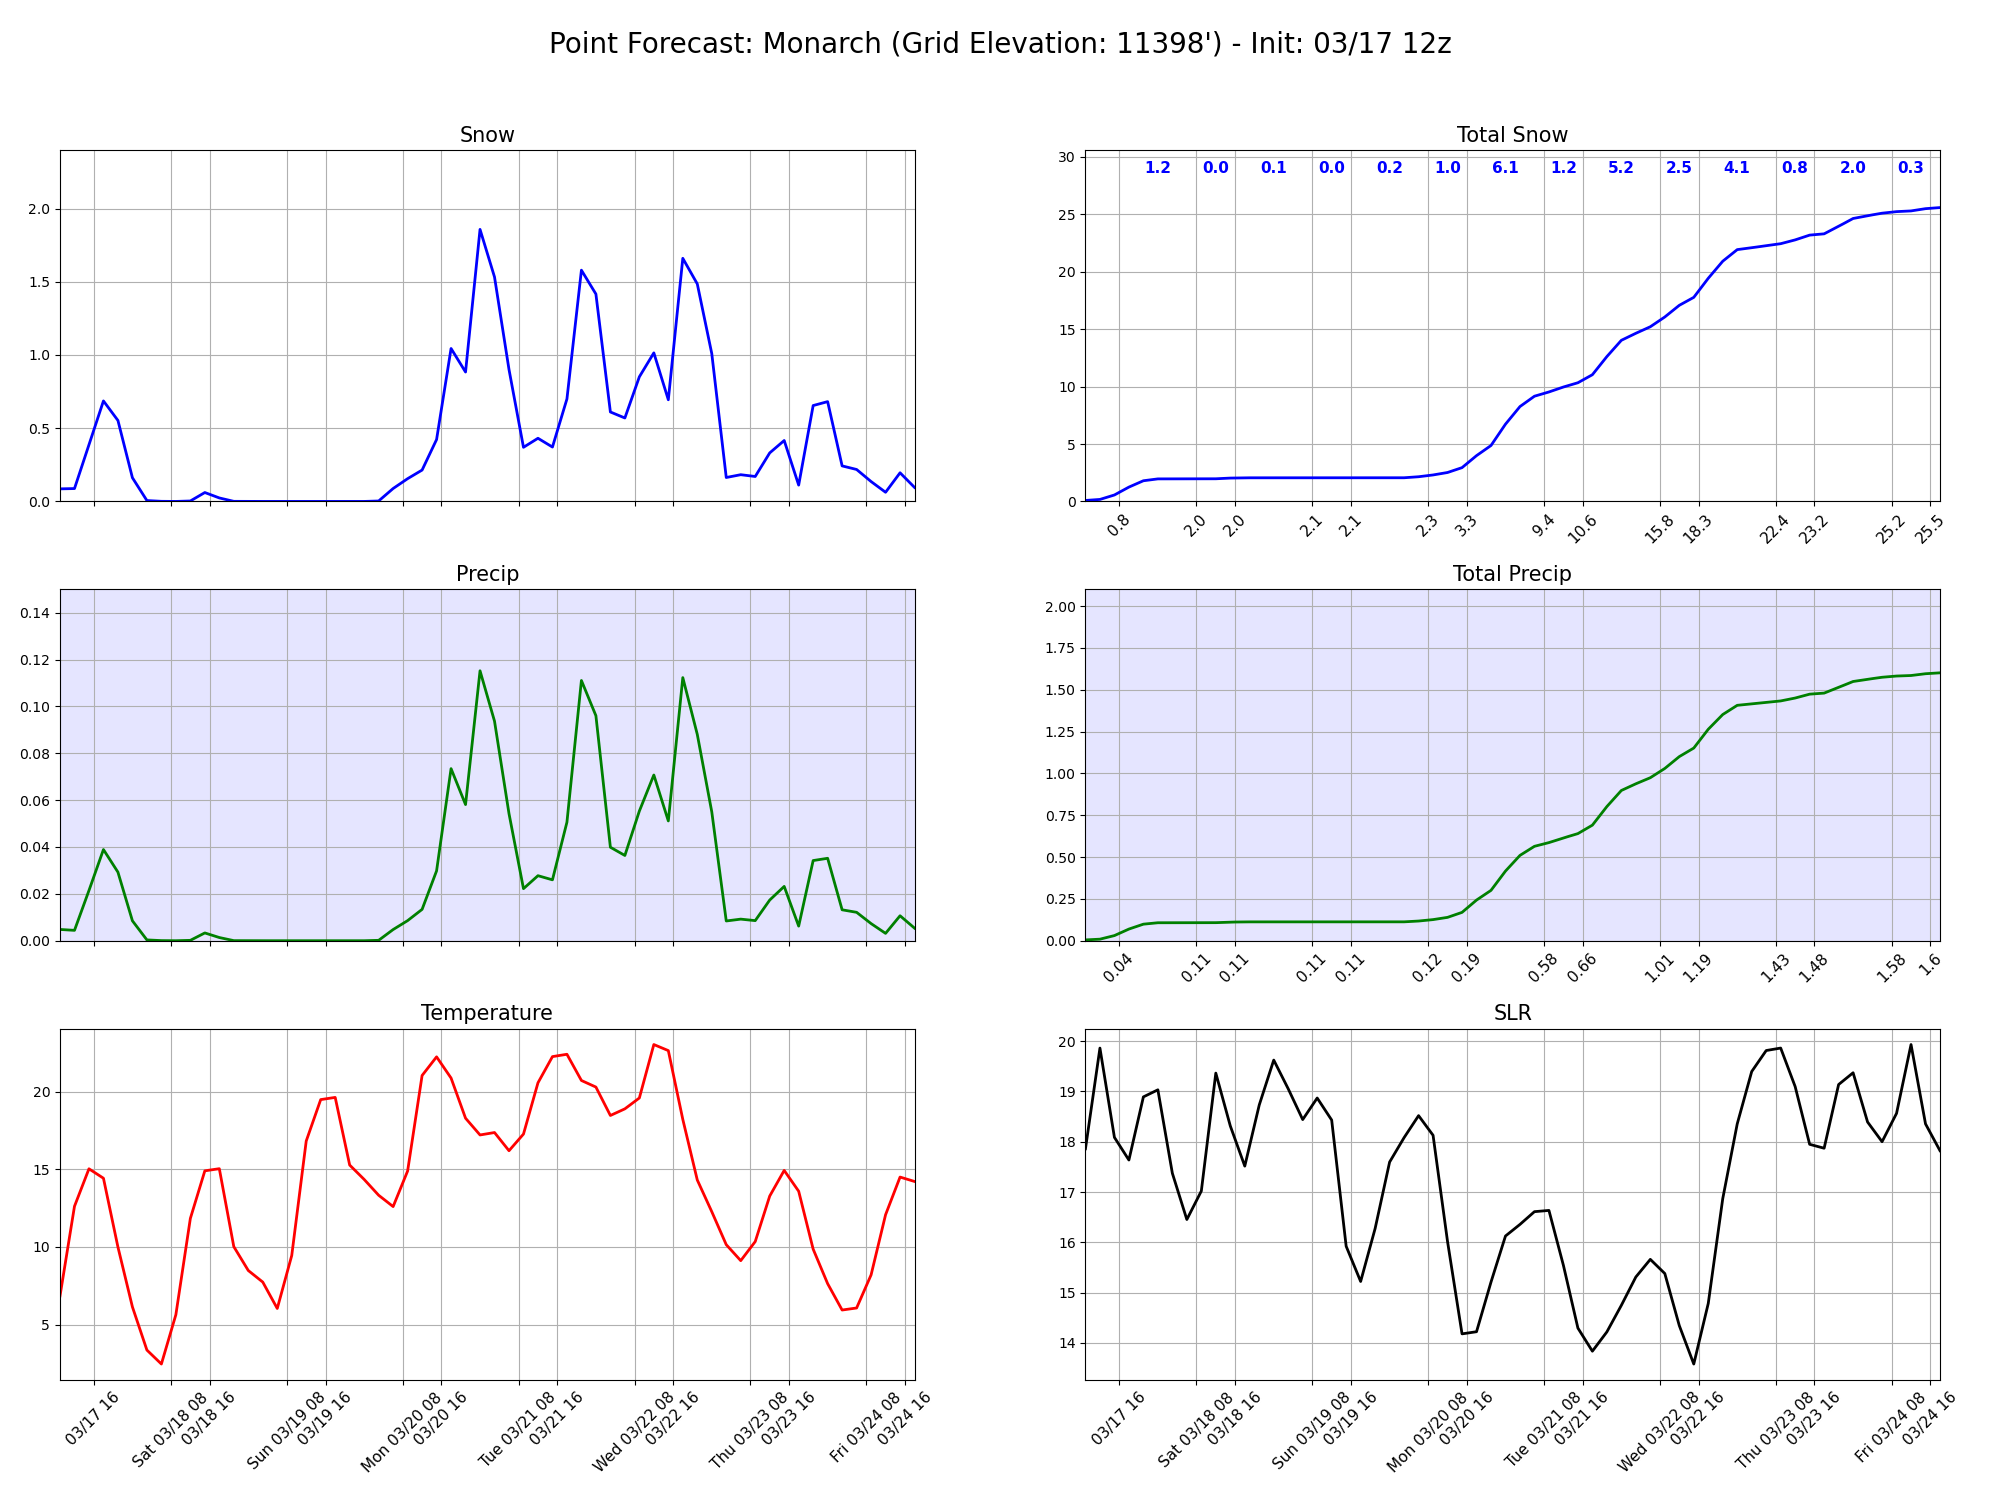 Point Forecast: Monarch (Grid Elevation: 11398') - Init: 03/17 12z
Snow
2.0
1.5
1.0
0.5
0.0
Total Snow
30
25
20
15
10
5
0
1.2 0.0 0.1 0.0 0.2 1.0 6.1 1.2 5.2 2.5 4.1 0.8 2.0 0.3
0.8 2.0 2.0 2.1 2.1 2.3 3.3 9.4 10.6 15.8 18.3 22.4 23.2 25.2 25.5
Precip
0.14
0.12
0.10
0.08
0.06
0.04
0.02
0.00
Total Precip
2.00
1.75
1.50
1.25
1.00
0.75
0.50
0.25
0.00
0.04 0.11 0.11 0.11 0.11 0.12 0.19 0.58 0.66 1.01 1.19 1.43 1.48 1.58 1.6
Temperature
20
15
10
5
03/17 16
Sat 03/18 08
03/18 16
Sun 03/19 08
03/19 16
Mon 03/20 08
03/20 16
Tue 03/21 08
03/21 16
Wed 03/22 08
03/22 16
Thu 03/23 08
03/23 16
Fri 03/24 08
03/24 16
SLR
20
19
18
17
16
15
14
03/17 16
Sat 03/18 08
03/18 16
Sun 03/19 08
03/19 16
Mon 03/20 08
03/20 16
Tue 03/21 08
03/21 16
Wed 03/22 08
03/22 16
Thu 03/23 08
03/23 16
Fri 03/24 08
03/24 16